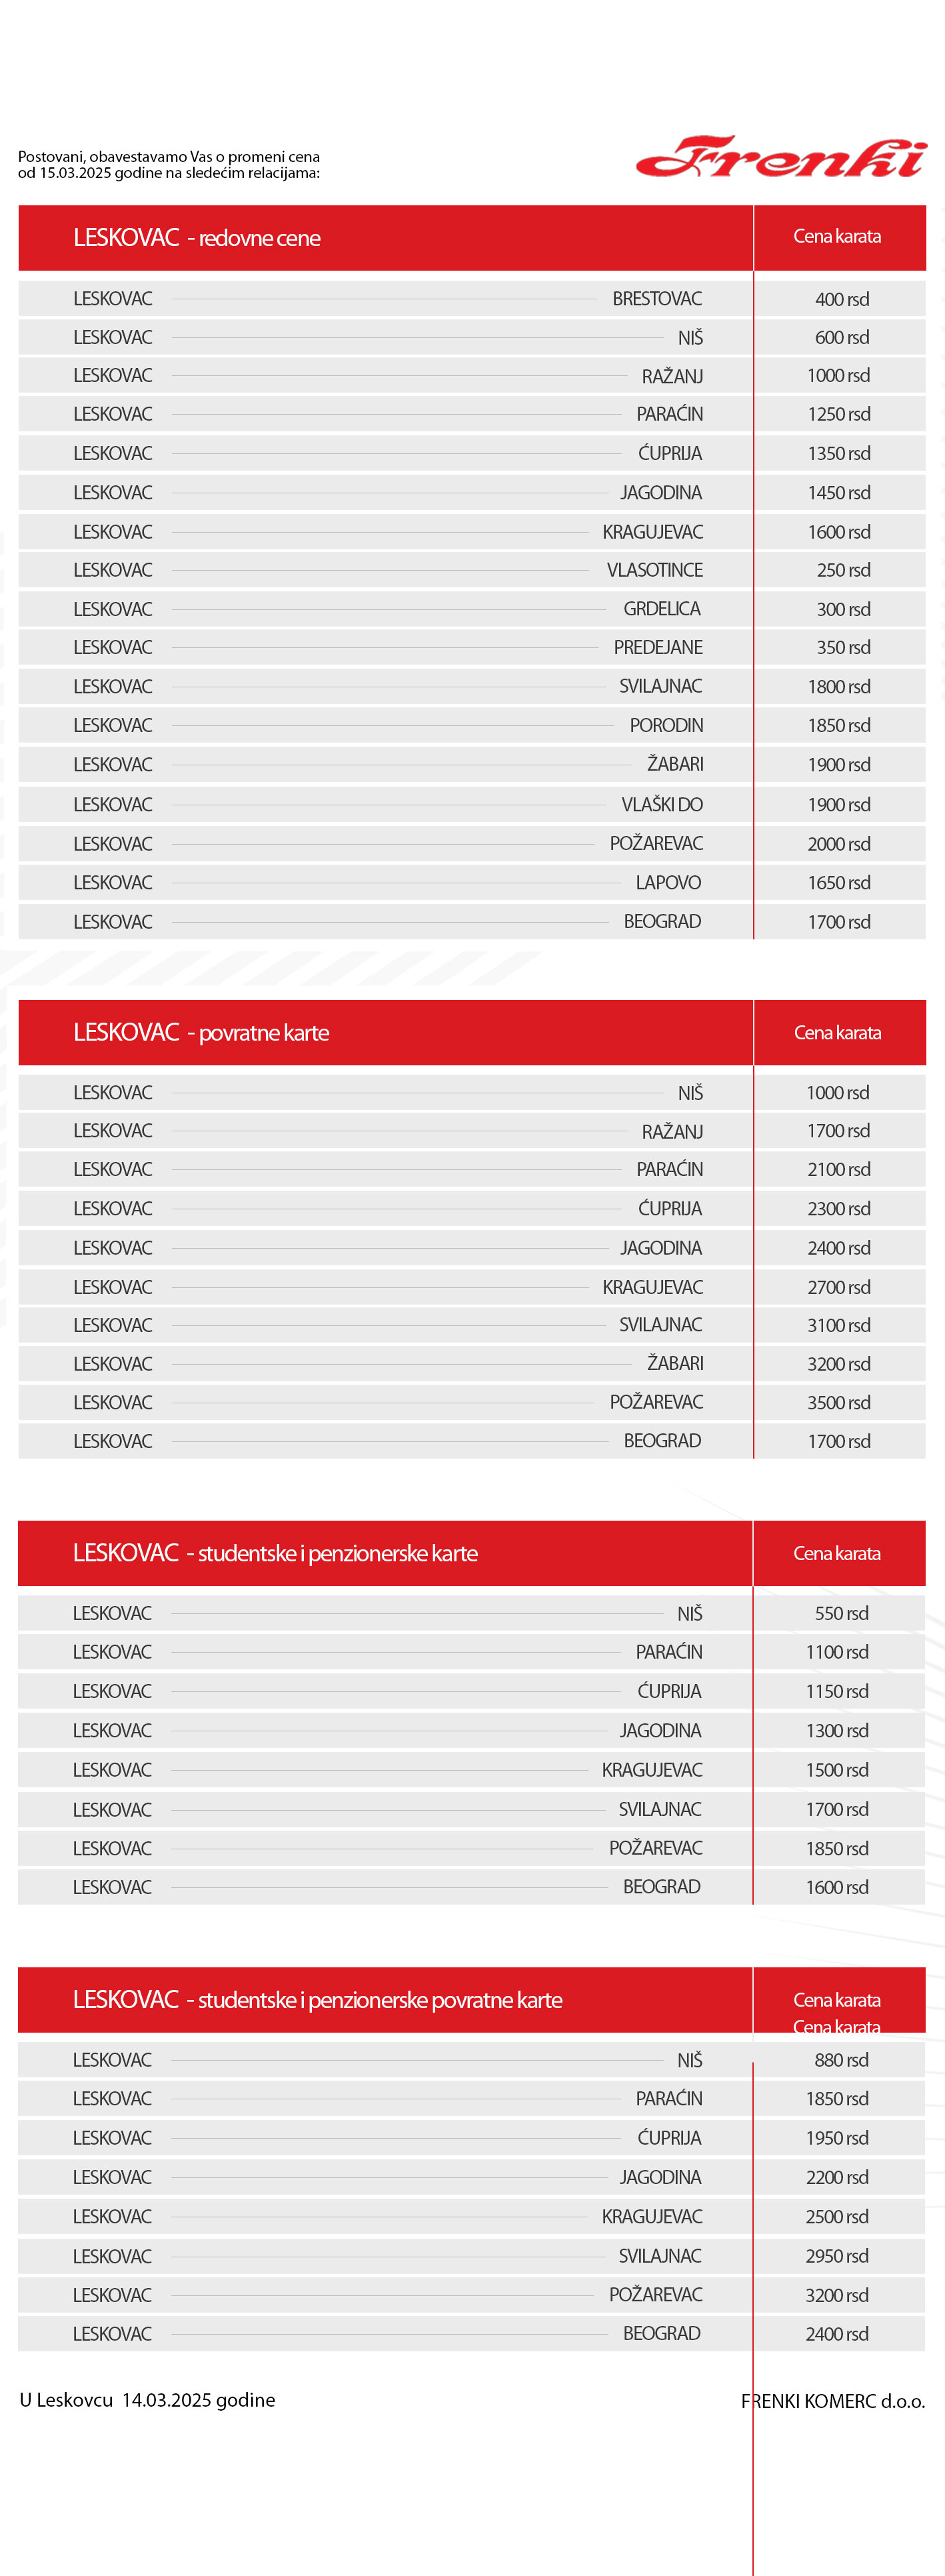 Postovani, obavestavamo Vas o promeni cena
od 15.03.2025 godine na sledećim relacijama:
Frenki
LESKOVAC - redovne cene Cena karata
LESKOVAC BRESTOVAC 400 rsd
LESKOVAC NIŠ 600 rsd
LESKOVAC RAŽANJ 1000 rsd
LESKOVAC PARAĆIN 1250 rsd
LESKOVAC ĆUPRIJA 1350 rsd
LESKOVAC JAGODINA 1450 rsd
LESKOVAC KRAGUJEVAC 1600 rsd
LESKOVAC VLASOTINCE 250 rsd
LESKOVAC GRDELICA 300 rsd
LESKOVAC PREDEJANE 350 rsd
LESKOVAC SVILAJNAC 1800 rsd
LESKOVAC PORODIN 1850 rsd
LESKOVAC ŽABARI 1900 rsd
LESKOVAC VLAŠKI DO 1900 rsd
LESKOVAC POŽAREVAC 2000 rsd
LESKOVAC LAPOVO 1650 rsd
LESKOVAC BEOGRAD 1700 rsd
LESKOVAC - povratne karte Cena karata
LESKOVAC NIŠ 1000 rsd
LESKOVAC RAŽANJ 1700 rsd
LESKOVAC PARAĆIN 2100 rsd
LESKOVAC ĆUPRIJA 2300 rsd
LESKOVAC JAGODINA 2400 rsd
LESKOVAC KRAGUJEVAC 2700 rsd
LESKOVAC SVILAJNAC 3100 rsd
LESKOVAC ŽABARI 3200 rsd
LESKOVAC POŽAREVAC 3500 rsd
LESKOVAC BEOGRAD 1700 rsd
LESKOVAC - studentske i penzionerske karte Cena karata
LESKOVAC NIŠ 550 rsd
LESKOVAC PARAĆIN 1100 rsd
LESKOVAC ĆUPRIJA 1150 rsd
LESKOVAC JAGODINA 1300 rsd
LESKOVAC KRAGUJEVAC 1500 rsd
LESKOVAC SVILAJNAC 1700 rsd
LESKOVAC POŽAREVAC 1850 rsd
LESKOVAC BEOGRAD 1600 rsd
LESKOVAC - studentske i penzionerske povratne karte Cena karata
Cena karata
LESKOVAC NIŠ 880 rsd
LESKOVAC PARAĆIN 1850 rsd
LESKOVAC ĆUPRIJA 1950 rsd
LESKOVAC JAGODINA 2200 rsd
LESKOVAC KRAGUJEVAC 2500 rsd
LESKOVAC SVILAJNAC 2950 rsd
LESKOVAC POŽAREVAC 3200 rsd
LESKOVAC BEOGRAD 2400 rsd
U Leskovcu 14.03.2025 godine FRENKI KOMERC d.o.o.